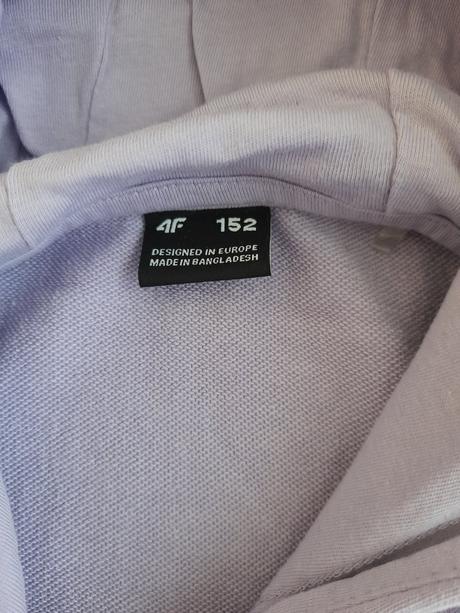 4F 152
DESIGNED IN EUROPE
MADE IN BANGLADESH